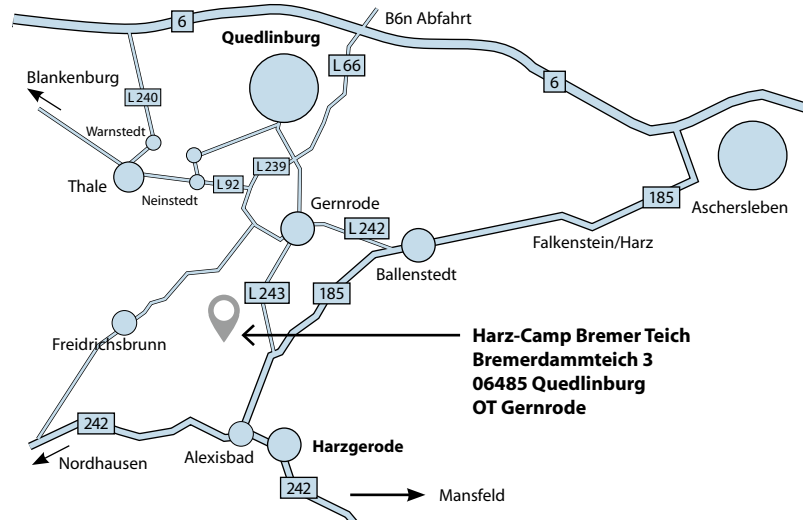 6
B6n Abfahrt
Quedlinburg
L 66
Blankenburg
6
L 240
Warnstedt
L 239
Thale
L 92
Neinstedt
185
Gernrode
Aschersleben
L 242
Falkenstein/Harz
Ballenstedt
L 243
185
Freidrichsbrunn
Harz-Camp Bremer Teich
Bremerdammteich 3
06485 Quedlinburg
OT Gernrode
242
Nordhausen
Alexisbad
Harzgerode
242
Mansfeld